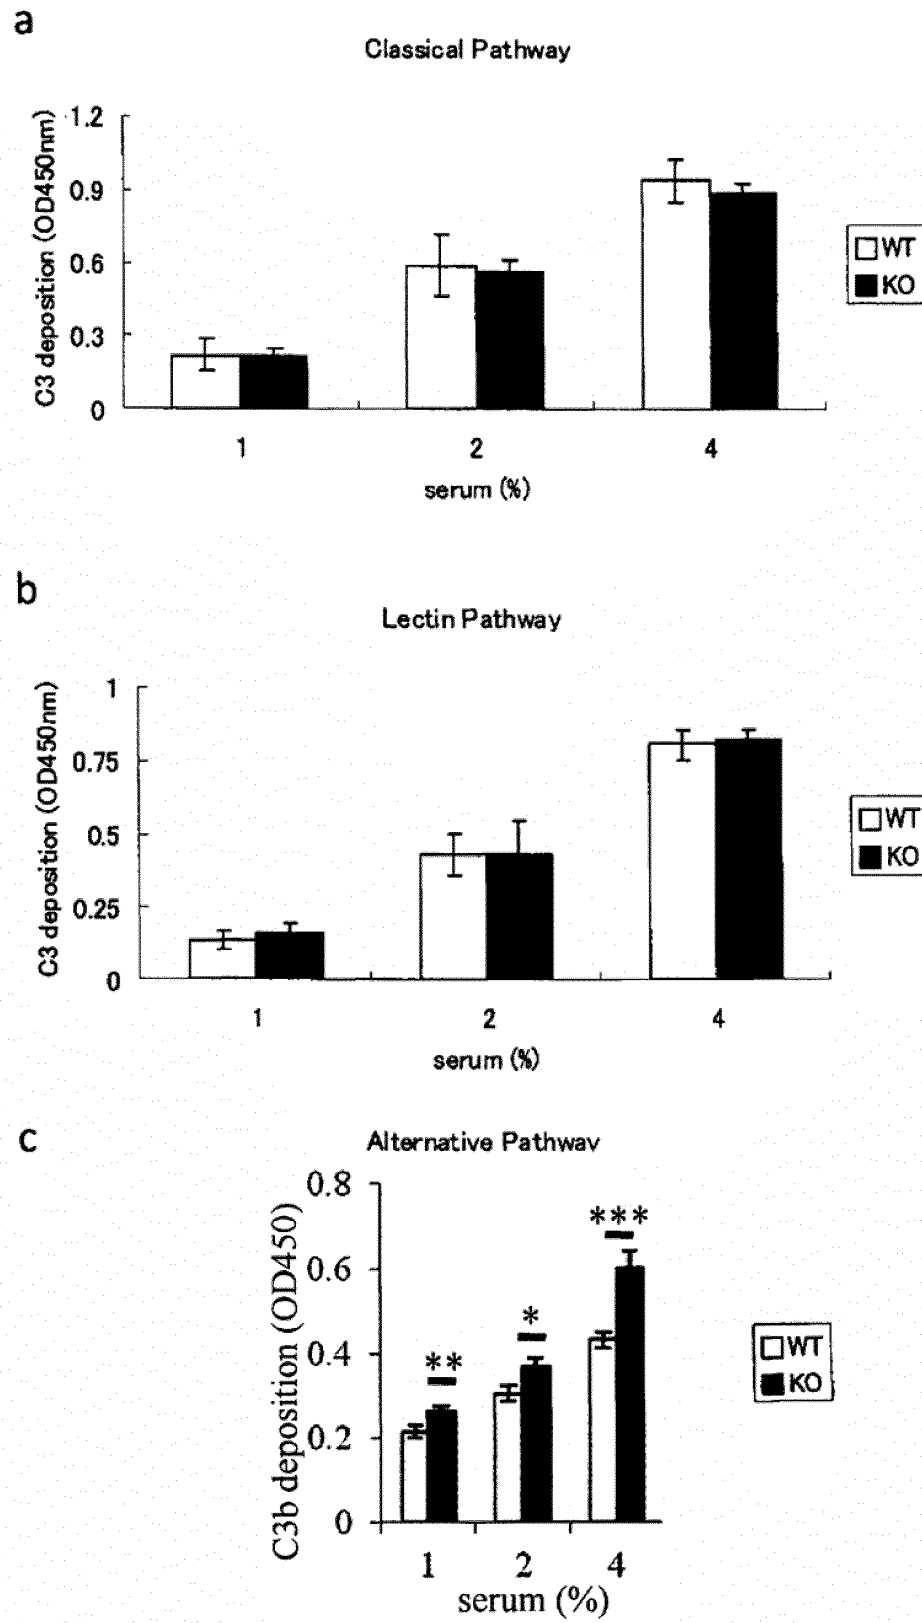 a
Classical Pathway
C3 deposition (OD450nm)
1.2
0.9
0.6
0.3
0
1 2 4
serum (%)
WT
KO
b
Lectin Pathway
C3 deposition (OD450nm)
1
0.75
0.5
0.25
0
1 2 4
serum (%)
WT
KO
c
Alternative Pathway
C3b deposition (OD450)
0.8
0.6
0.4
0.2
0
** * ***
1 2 4
serum (%)
WT
KO